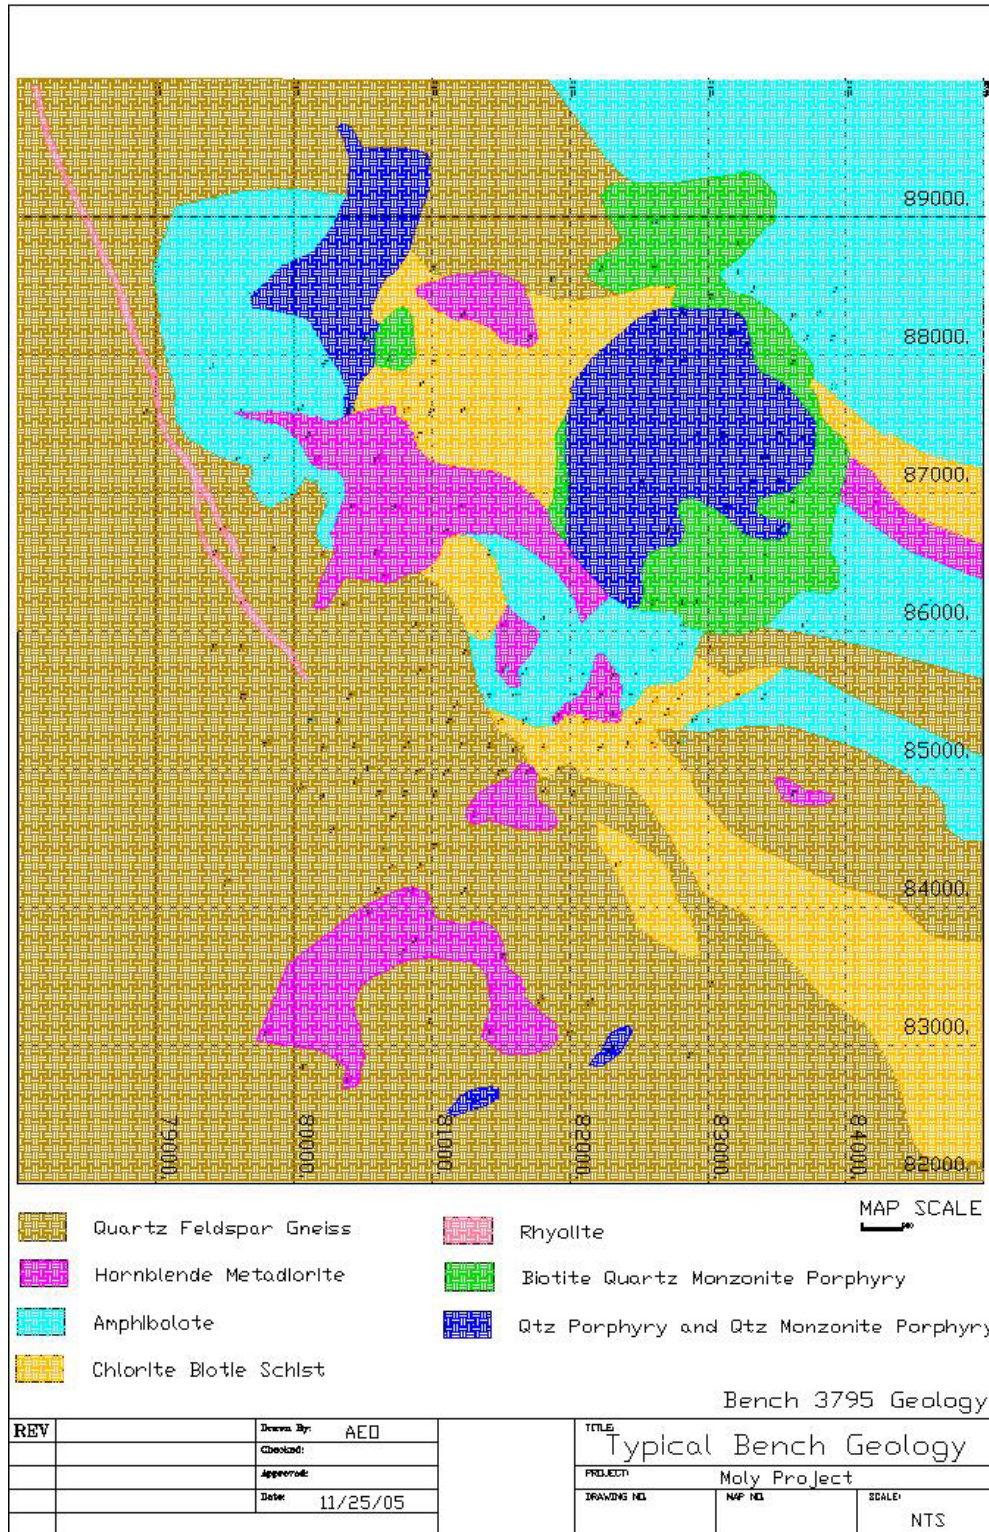 89000.
88000.
87000.
86000.
85000.
84000.
83000.
82000.
79000.
80000.
81000.
82000.
83000.
84000.
MAP SCALE
Quartz Feldspar Gneiss
Rhyolite
Hornblende Metadiorite
Biotite Quartz Monzonite Porphyry
Amphibolote
Qtz Porphyry and Qtz Monzonite Porphyry
Chlorite Biotie Schist
Bench 3795 Geology
REV
Drawn By: AEO
Checked:
Approved:
Date: 11/25/05
TITLE:
Typical Bench Geology
PROJECT: Moly Project
DRAWING NO. MAP NO. SCALE:
NTS